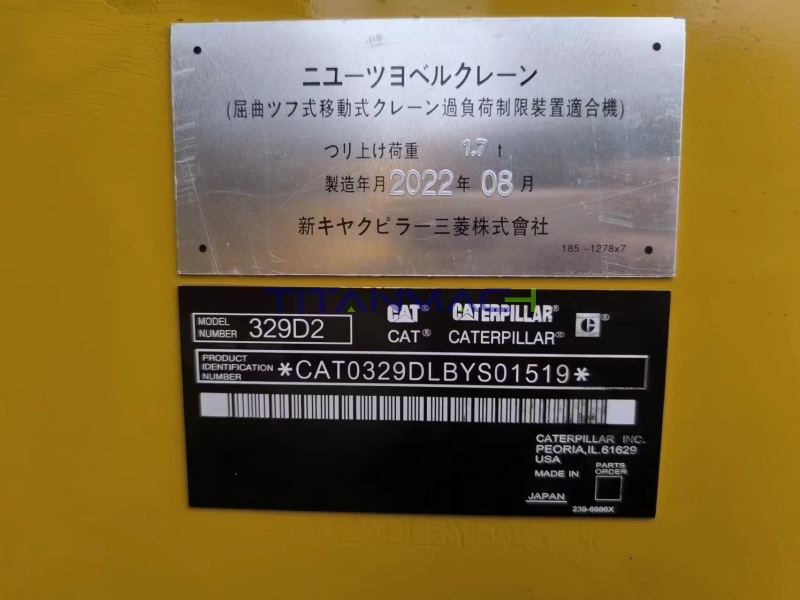 ニユーツヨベルクレーン
(屈曲ツフ式移動式クレーン過負荷制限装置適合機)
つり上げ荷重 1.7 t
製造年月 2022 年 08 月
新キヤクピラー三菱株式會社
185-1278x7
TITANMACH
MODEL NUMBER 329D2
CAT® CATERPILLAR® C®
CAT® CATERPILLAR®
PRODUCT IDENTIFICATION NUMBER *CAT0329DLBYS01519*
CATERPILLAR INC.
PEORIA,IL.61629
USA
MADE IN
JAPAN
PARTS ORDER
239-6986X